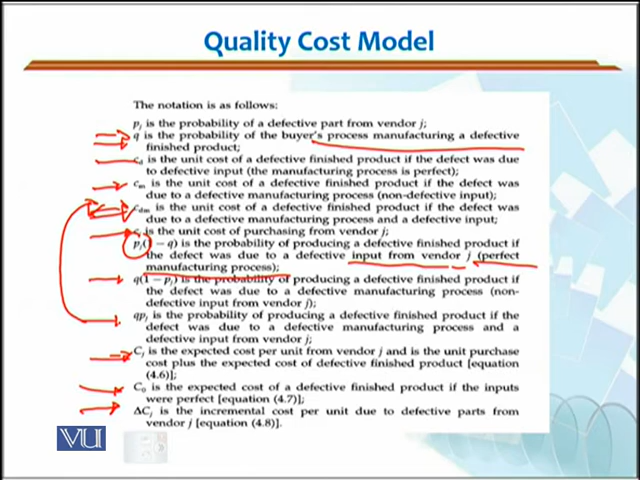 Quality Cost Model
The notation is as follows:
pj is the probability of a defective part from vendor j;
q is the probability of the buyer's process manufacturing a defective
finished product;
cd is the unit cost of a defective finished product if the defect was due
to defective input (the manufacturing process is perfect);
cm is the unit cost of a defective finished product if the defect was
due to a defective manufacturing process (non-defective input);
cdm is the unit cost of a defective finished product if the defect was
due to a defective manufacturing process and a defective input;
is the unit cost of purchasing from vendor j;
pj(1 − q) is the probability of producing a defective finished product if
the defect was due to a defective input from vendor j (perfect
manufacturing process);
q(1 − pj) is the probability of producing a defective finished product if
the defect was due to a defective manufacturing process (non-
defective input from vendor j);
qpj is the probability of producing a defective finished product if the
defect was due to a defective manufacturing process and a
defective input from vendor j;
Cj is the expected cost per unit from vendor j and is the unit purchase
cost plus the expected cost of defective finished product [equation
(4.6)];
C0 is the expected cost of a defective finished product if the inputs
were perfect [equation (4.7)];
ΔCj is the incremental cost per unit due to defective parts from
vendor j [equation (4.8)].
VU